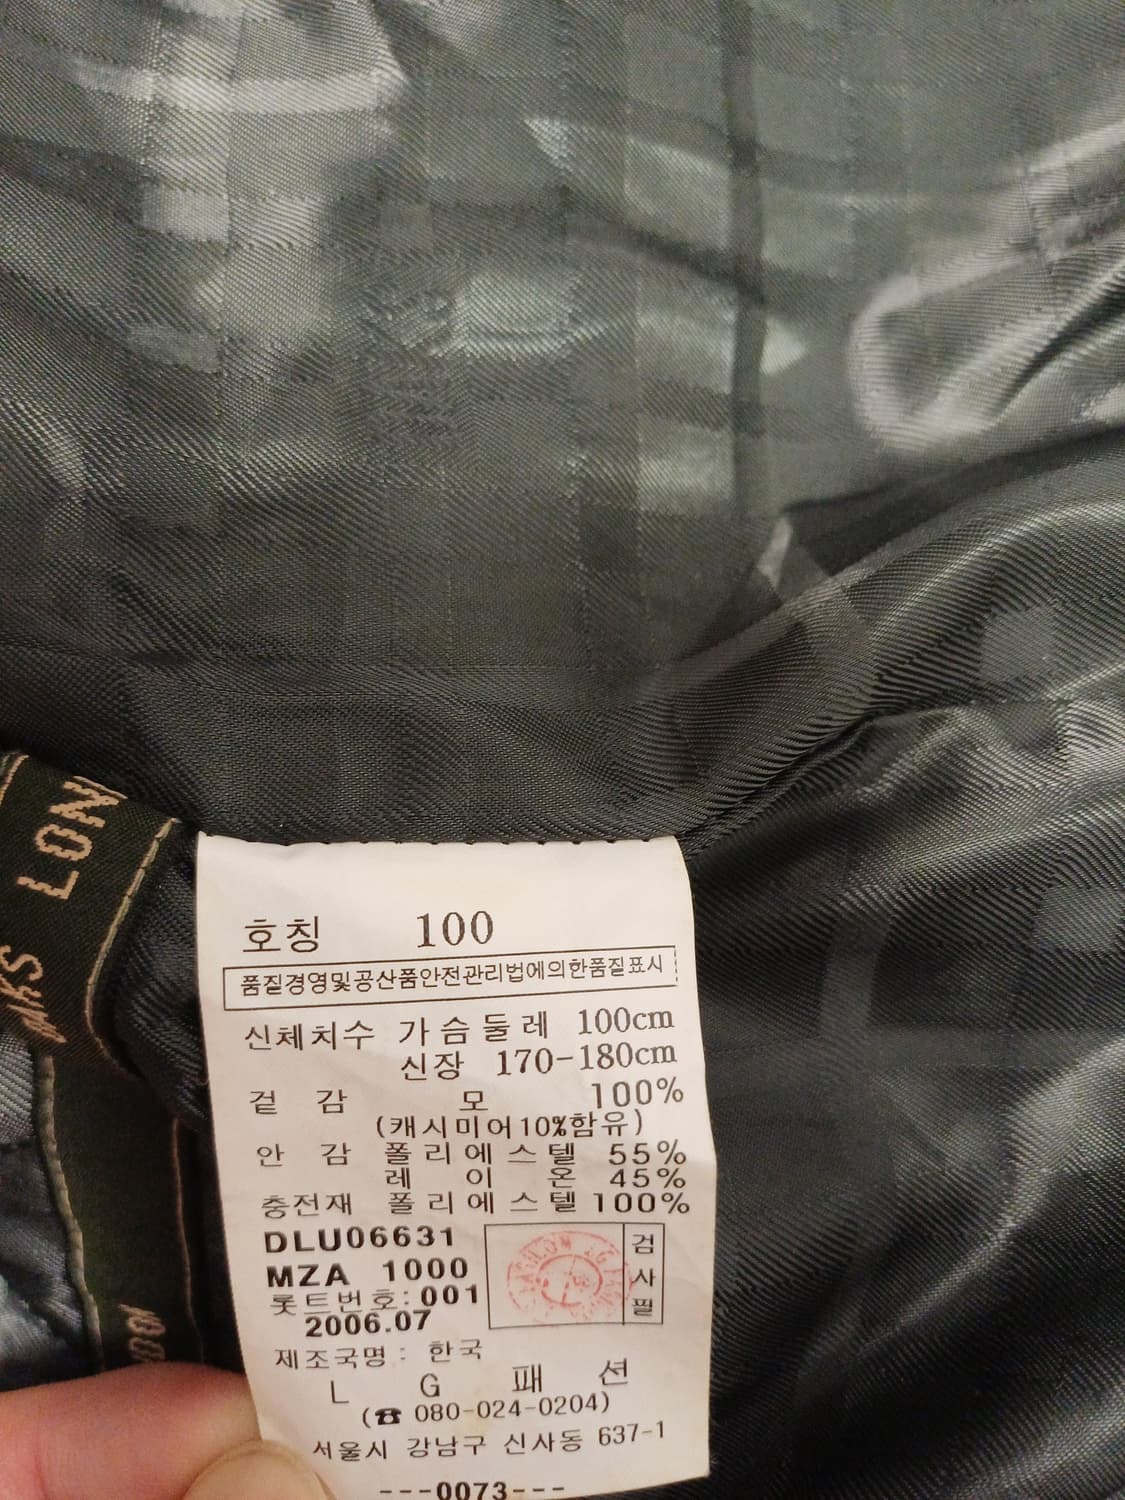 LON
DAKS
호칭 100
품질경영및공산품안전관리법에의한품질표시
신체치수 가슴둘레 100cm
신장 170-180cm
겉감 모 100%
(캐시미어10%함유)
안감 폴리에스텔 55%
레이온 45%
충전재 폴리에스텔 100%
DLU06631
MZA 1000
롯트번호:001
2006.07
검사필
제조국명: 한국
LG패션
(☎ 080-024-0204)
서울시 강남구 신사동 637-1
---0073---